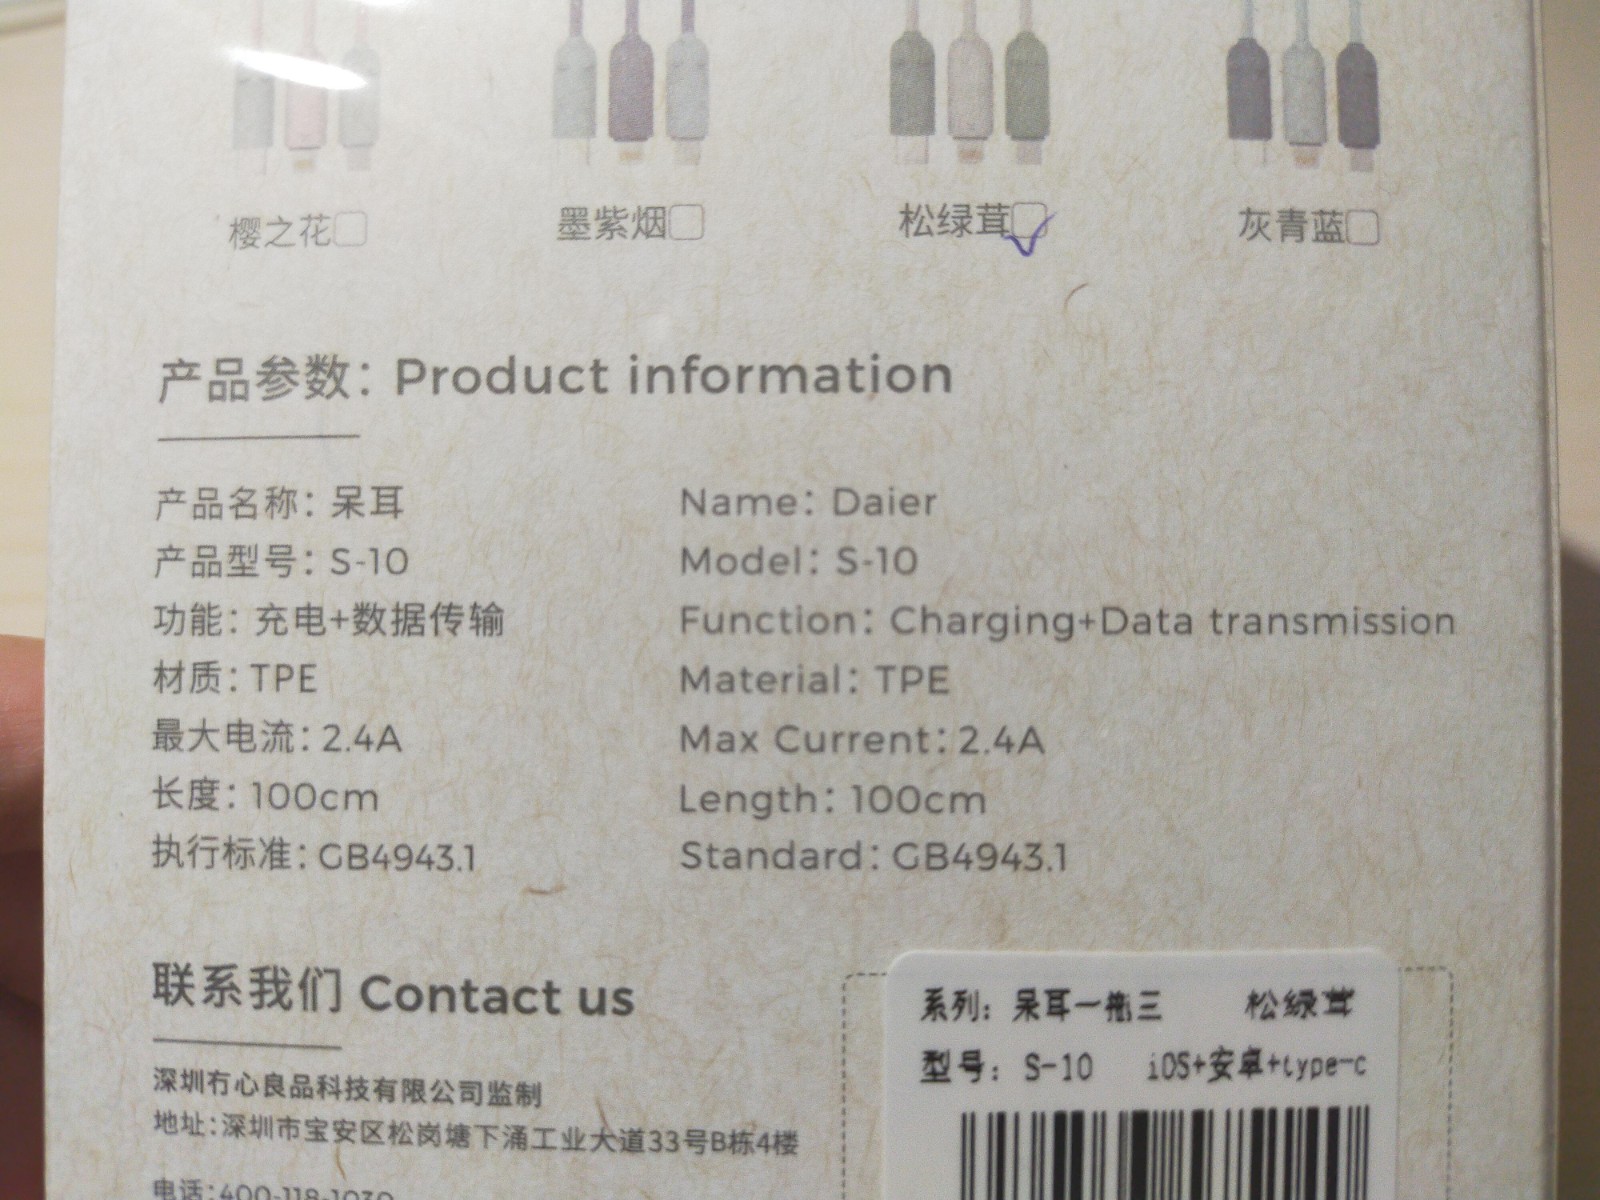 樱之花 墨紫烟 松绿茸 灰青蓝
产品参数：Product information
产品名称：呆耳 Name：Daier
产品型号：S-10 Model：S-10
功能：充电+数据传输 Function：Charging+Data transmission
材质：TPE Material：TPE
最大电流：2.4A Max Current：2.4A
长度：100cm Length：100cm
执行标准：GB4943.1 Standard：GB4943.1
联系我们 Contact us
深圳冇心良品科技有限公司监制
地址：深圳市宝安区松岗塘下涌工业大道33号B栋4楼
电话：400-118-1030
系列：呆耳一拖三 松绿茸
型号：S-10 iOS+安卓+type-c